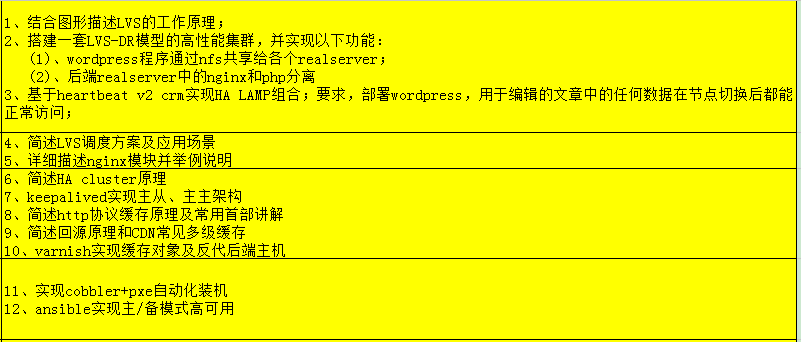 1、结合图形描述LVS的工作原理；
2、搭建一套LVS-DR模型的高性能集群，并实现以下功能：
(1)、wordpress程序通过nfs共享给各个realserver；
(2)、后端realserver中的nginx和php分离
3、基于heartbeat v2 crm实现HA LAMP组合；要求，部署wordpress，用于编辑的文章中的任何数据在节点切换后都能
正常访问；
4、简述LVS调度方案及应用场景
5、详细描述nginx模块并举例说明
6、简述HA cluster原理
7、keepalived实现主从、主主架构
8、简述http协议缓存原理及常用首部讲解
9、简述回源原理和CDN常见多级缓存
10、varnish实现缓存对象及反代后端主机
11、实现cobbler+pxe自动化装机
12、ansible实现主/备模式高可用